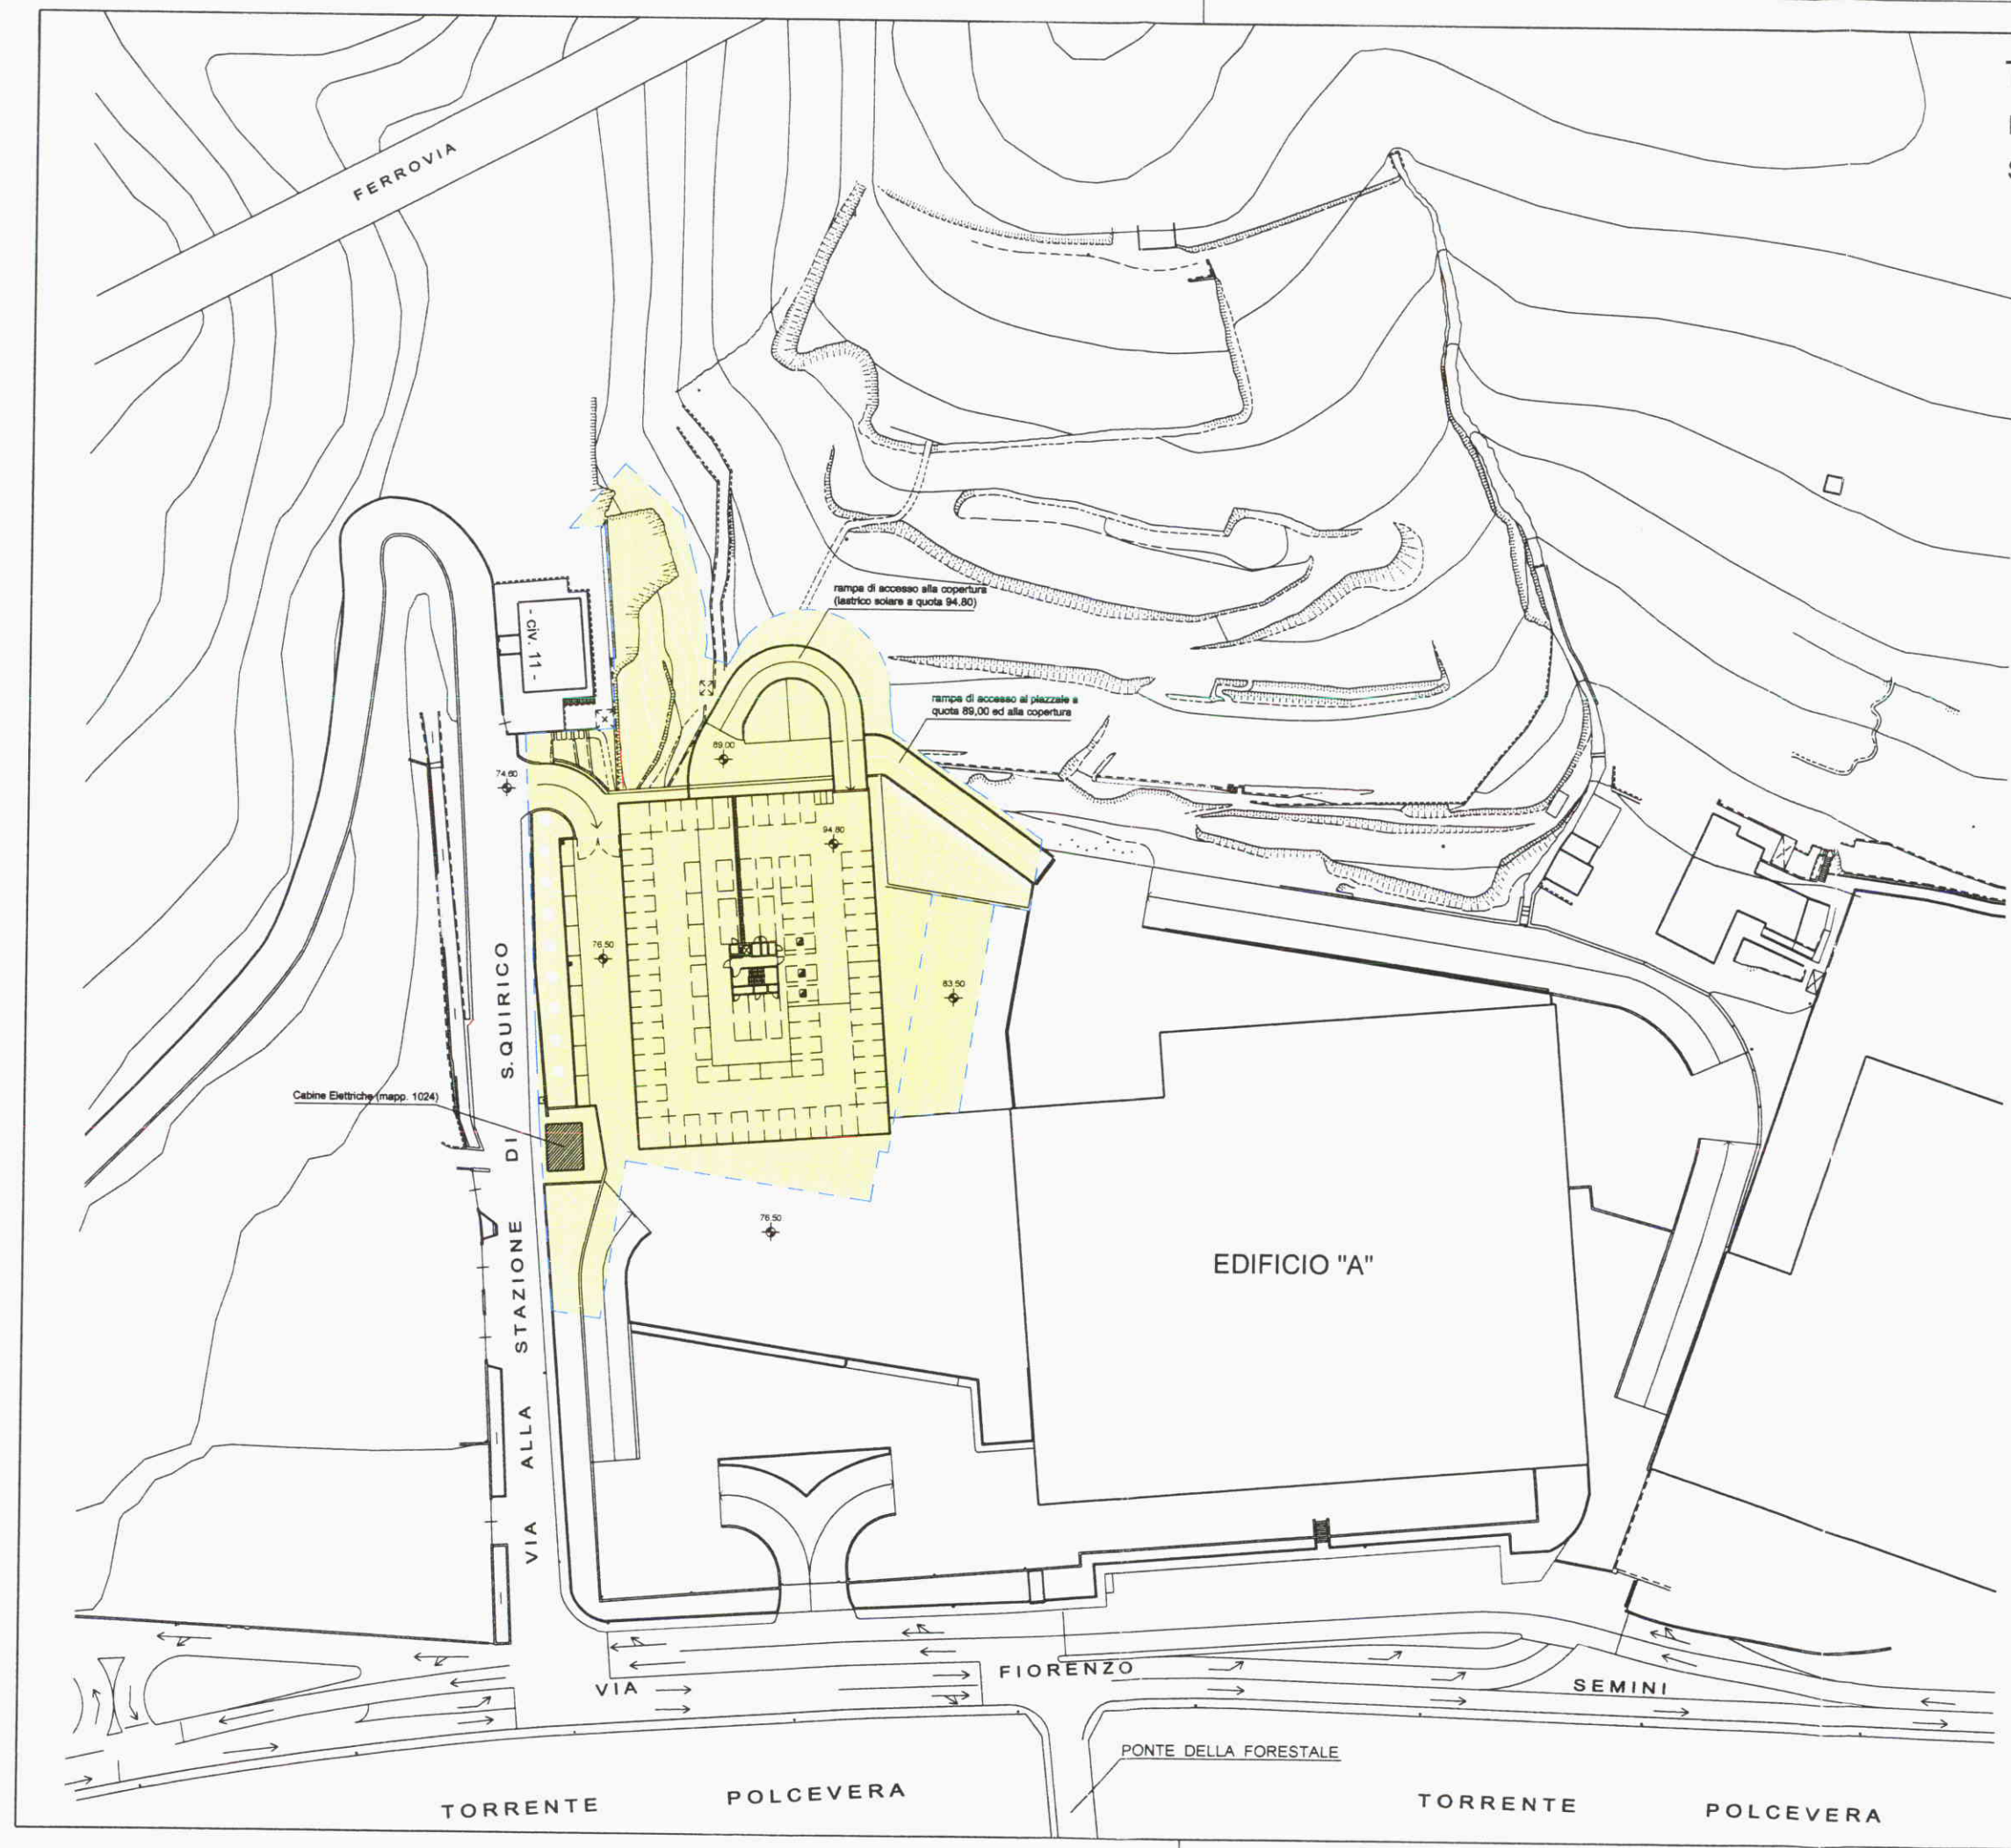 FERROVIA
rampa di accesso alla copertura
(lastrico solare a quota 94.80)
- civ. 11 -
rampa di accesso al piazzale a
quota 89,00 ed alla copertura
89.00
74.60
94.80
76.50
83.50
Cabine Elettriche (mapp. 1024)
76.50
EDIFICIO "A"
VIA ALLA STAZIONE DI S.QUIRICO
VIA FIORENZO SEMINI
PONTE DELLA FORESTALE
TORRENTE POLCEVERA
TORRENTE POLCEVERA